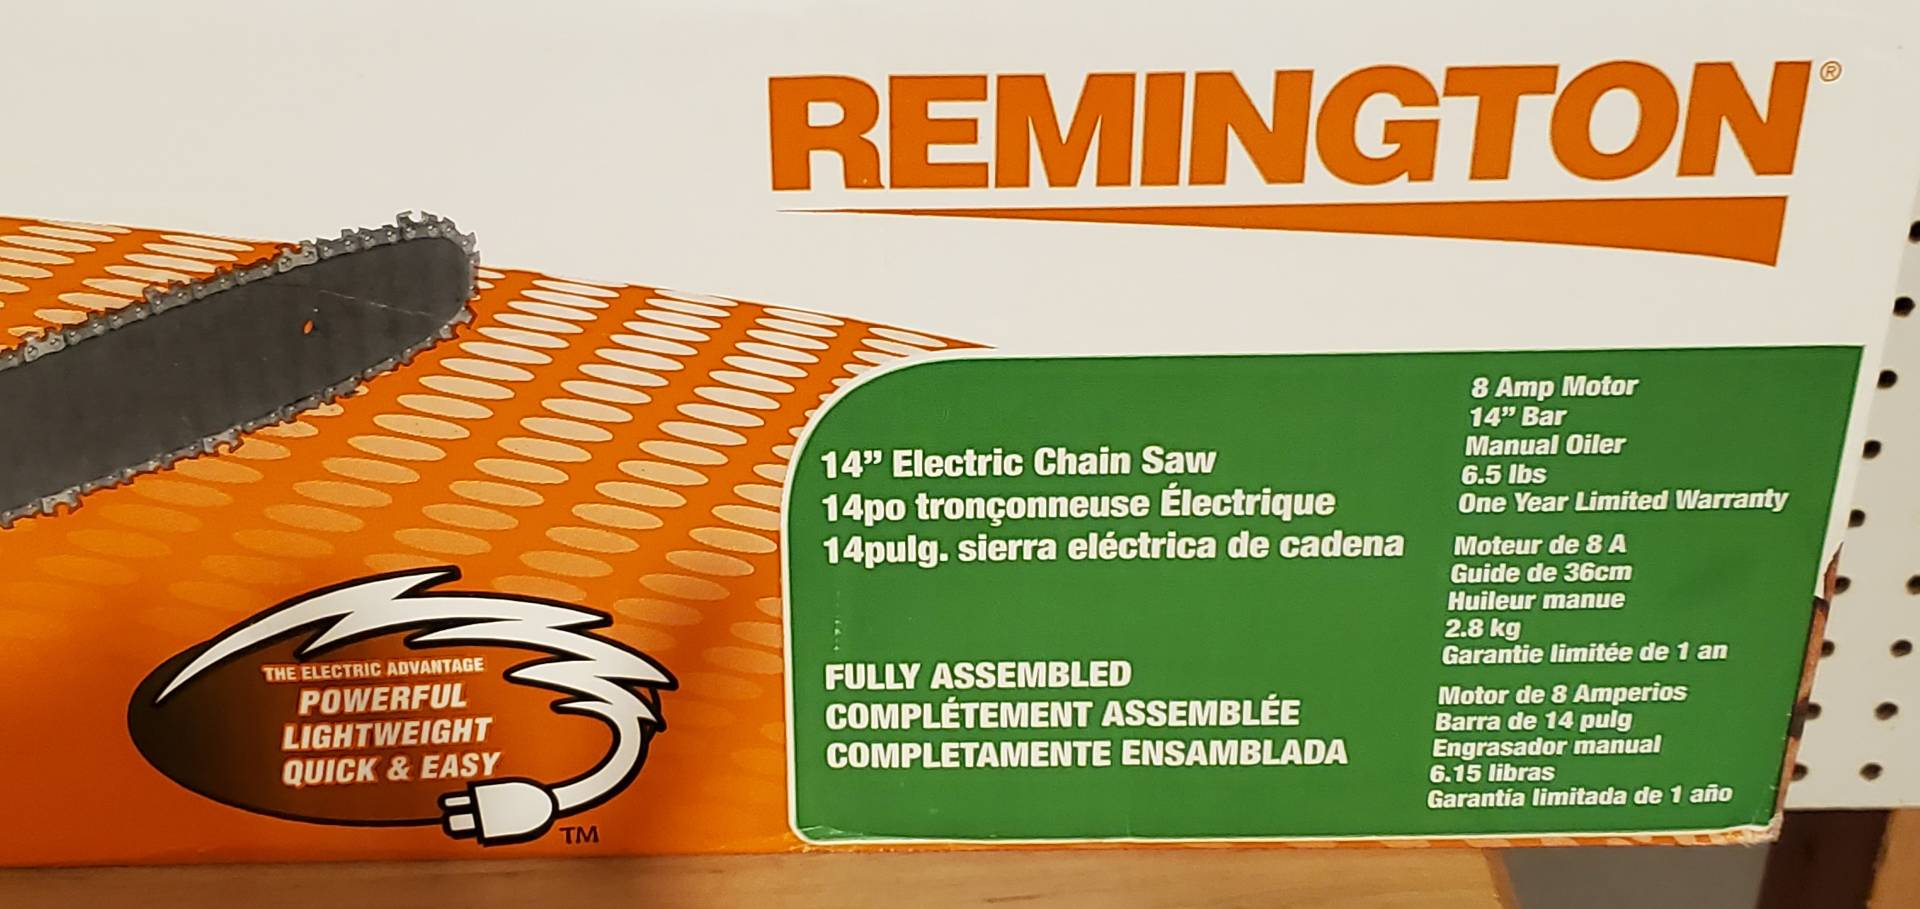 REMINGTON®
14” Electric Chain Saw
14po tronçonneuse Électrique
14pulg. sierra eléctrica de cadena
FULLY ASSEMBLED
COMPLÉTEMENT ASSEMBLÉE
COMPLETAMENTE ENSAMBLADA
8 Amp Motor
14” Bar
Manual Oiler
6.5 lbs
One Year Limited Warranty
Moteur de 8 A
Guide de 36cm
Huileur manue
2.8 kg
Garantie limitée de 1 an
Motor de 8 Amperios
Barra de 14 pulg
Engrasador manual
6.15 libras
Garantía limitada de 1 año
THE ELECTRIC ADVANTAGE
POWERFUL
LIGHTWEIGHT
QUICK & EASY
TM